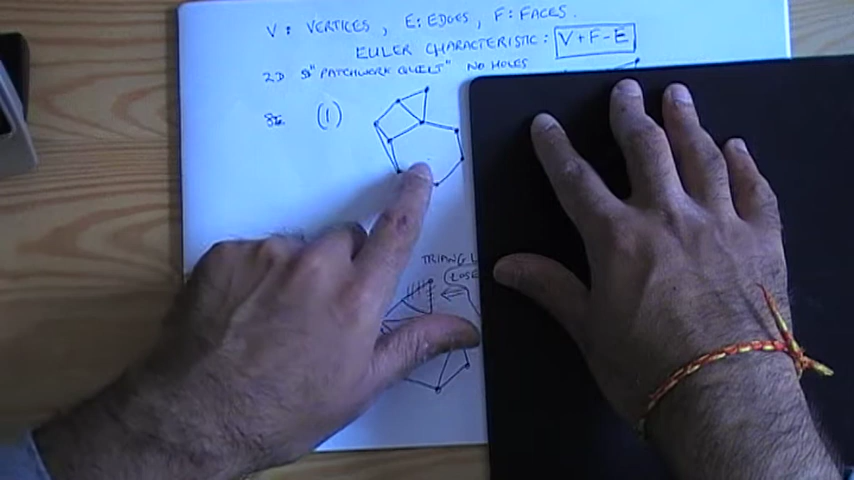 V: VERTICES, E: EDGES, F: FACES.
EULER CHARACTERISTIC: V+F-E
2D "PATCHWORK QUILT" NO HOLES
(1)